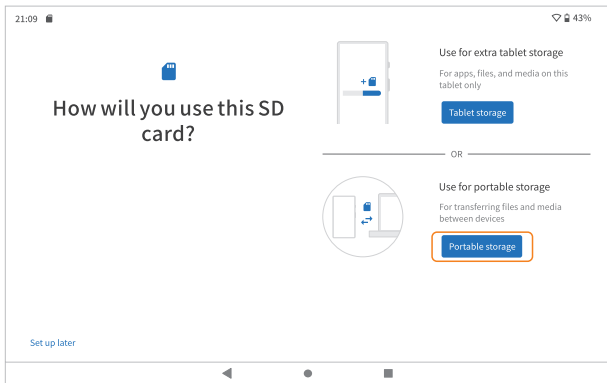 21:09
43%
How will you use this SD
card?
Use for extra tablet storage
For apps, files, and media on this
tablet only
Tablet storage
OR
Use for portable storage
For transferring files and media
between devices
Portable storage
Set up later